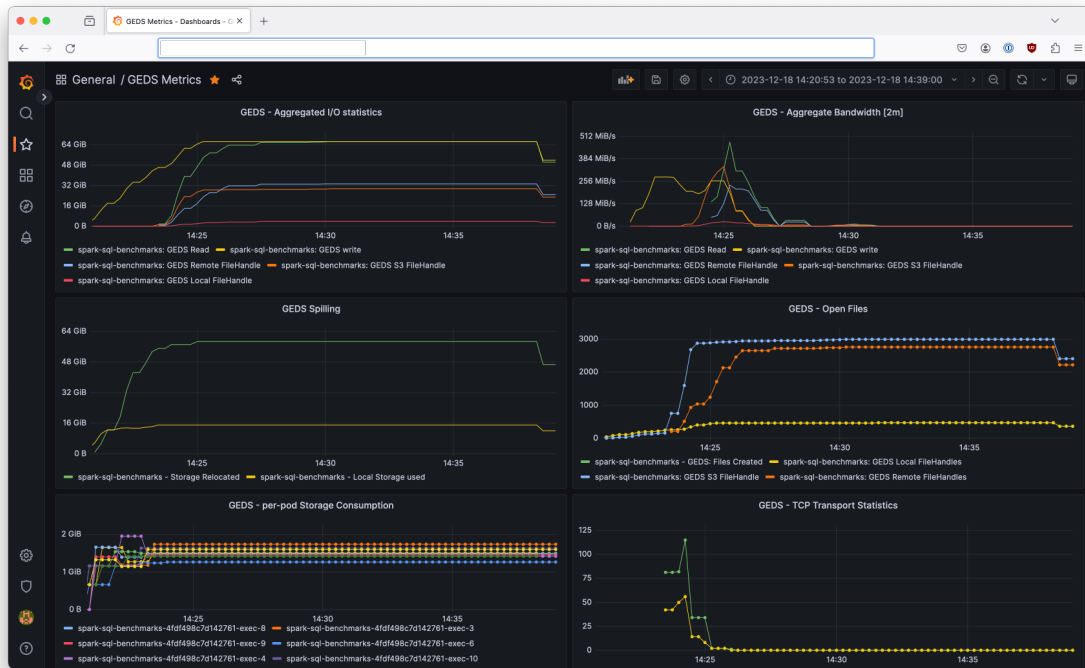 GEDS Metrics - Dashboards - G
General / GEDS Metrics
2023-12-18 14:20:53 to 2023-12-18 14:39:00
GEDS - Aggregated I/O statistics
64 GiB
48 GiB
32 GiB
16 GiB
0 B
14:25 14:30 14:35
spark-sql-benchmarks: GEDS Read spark-sql-benchmarks: GEDS write
spark-sql-benchmarks: GEDS Remote FileHandle spark-sql-benchmarks: GEDS S3 FileHandle
spark-sql-benchmarks: GEDS Local FileHandle
GEDS - Aggregate Bandwidth [2m]
512 MiB/s
384 MiB/s
256 MiB/s
128 MiB/s
0 B/s
14:25 14:30 14:35
spark-sql-benchmarks: GEDS Read spark-sql-benchmarks: GEDS write
spark-sql-benchmarks: GEDS Remote FileHandle spark-sql-benchmarks: GEDS S3 FileHandle
spark-sql-benchmarks: GEDS Local FileHandle
GEDS Spilling
64 GiB
48 GiB
32 GiB
16 GiB
0 B
14:25 14:30 14:35
spark-sql-benchmarks - Storage Relocated spark-sql-benchmarks - Local Storage used
GEDS - Open Files
3000
2000
1000
0
14:25 14:30 14:35
spark-sql-benchmarks - GEDS: Files Created spark-sql-benchmarks: GEDS Local FileHandles
spark-sql-benchmarks: GEDS S3 FileHandle spark-sql-benchmarks: GEDS Remote FileHandles
GEDS - per-pod Storage Consumption
2 GiB
1 GiB
0 B
14:25 14:30 14:35
spark-sql-benchmarks-4fdf498c7d142761-exec-8 spark-sql-benchmarks-4fdf498c7d142761-exec-3
spark-sql-benchmarks-4fdf498c7d142761-exec-9 spark-sql-benchmarks-4fdf498c7d142761-exec-6
spark-sql-benchmarks-4fdf498c7d142761-exec-4 spark-sql-benchmarks-4fdf498c7d142761-exec-10
GEDS - TCP Transport Statistics
125
100
75
50
25
0
14:25 14:30 14:35